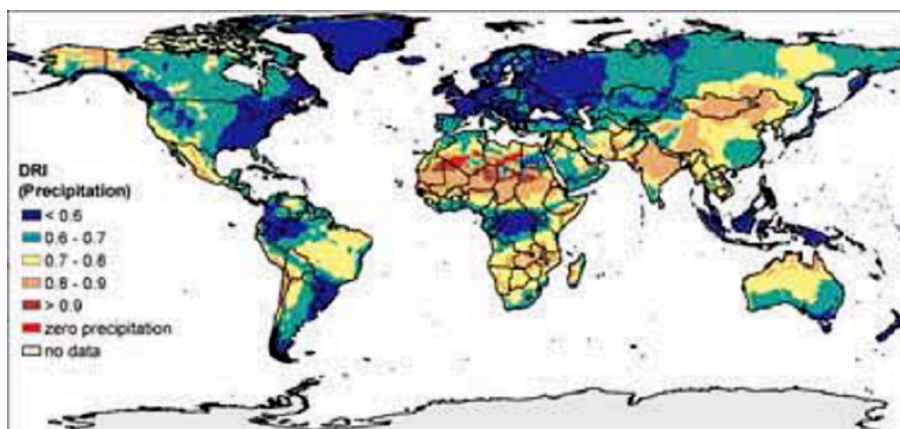 DRI
(Precipitation)
< 0.6
0.6 - 0.7
0.7 - 0.8
0.8 - 0.9
> 0.9
zero precipitation
no data